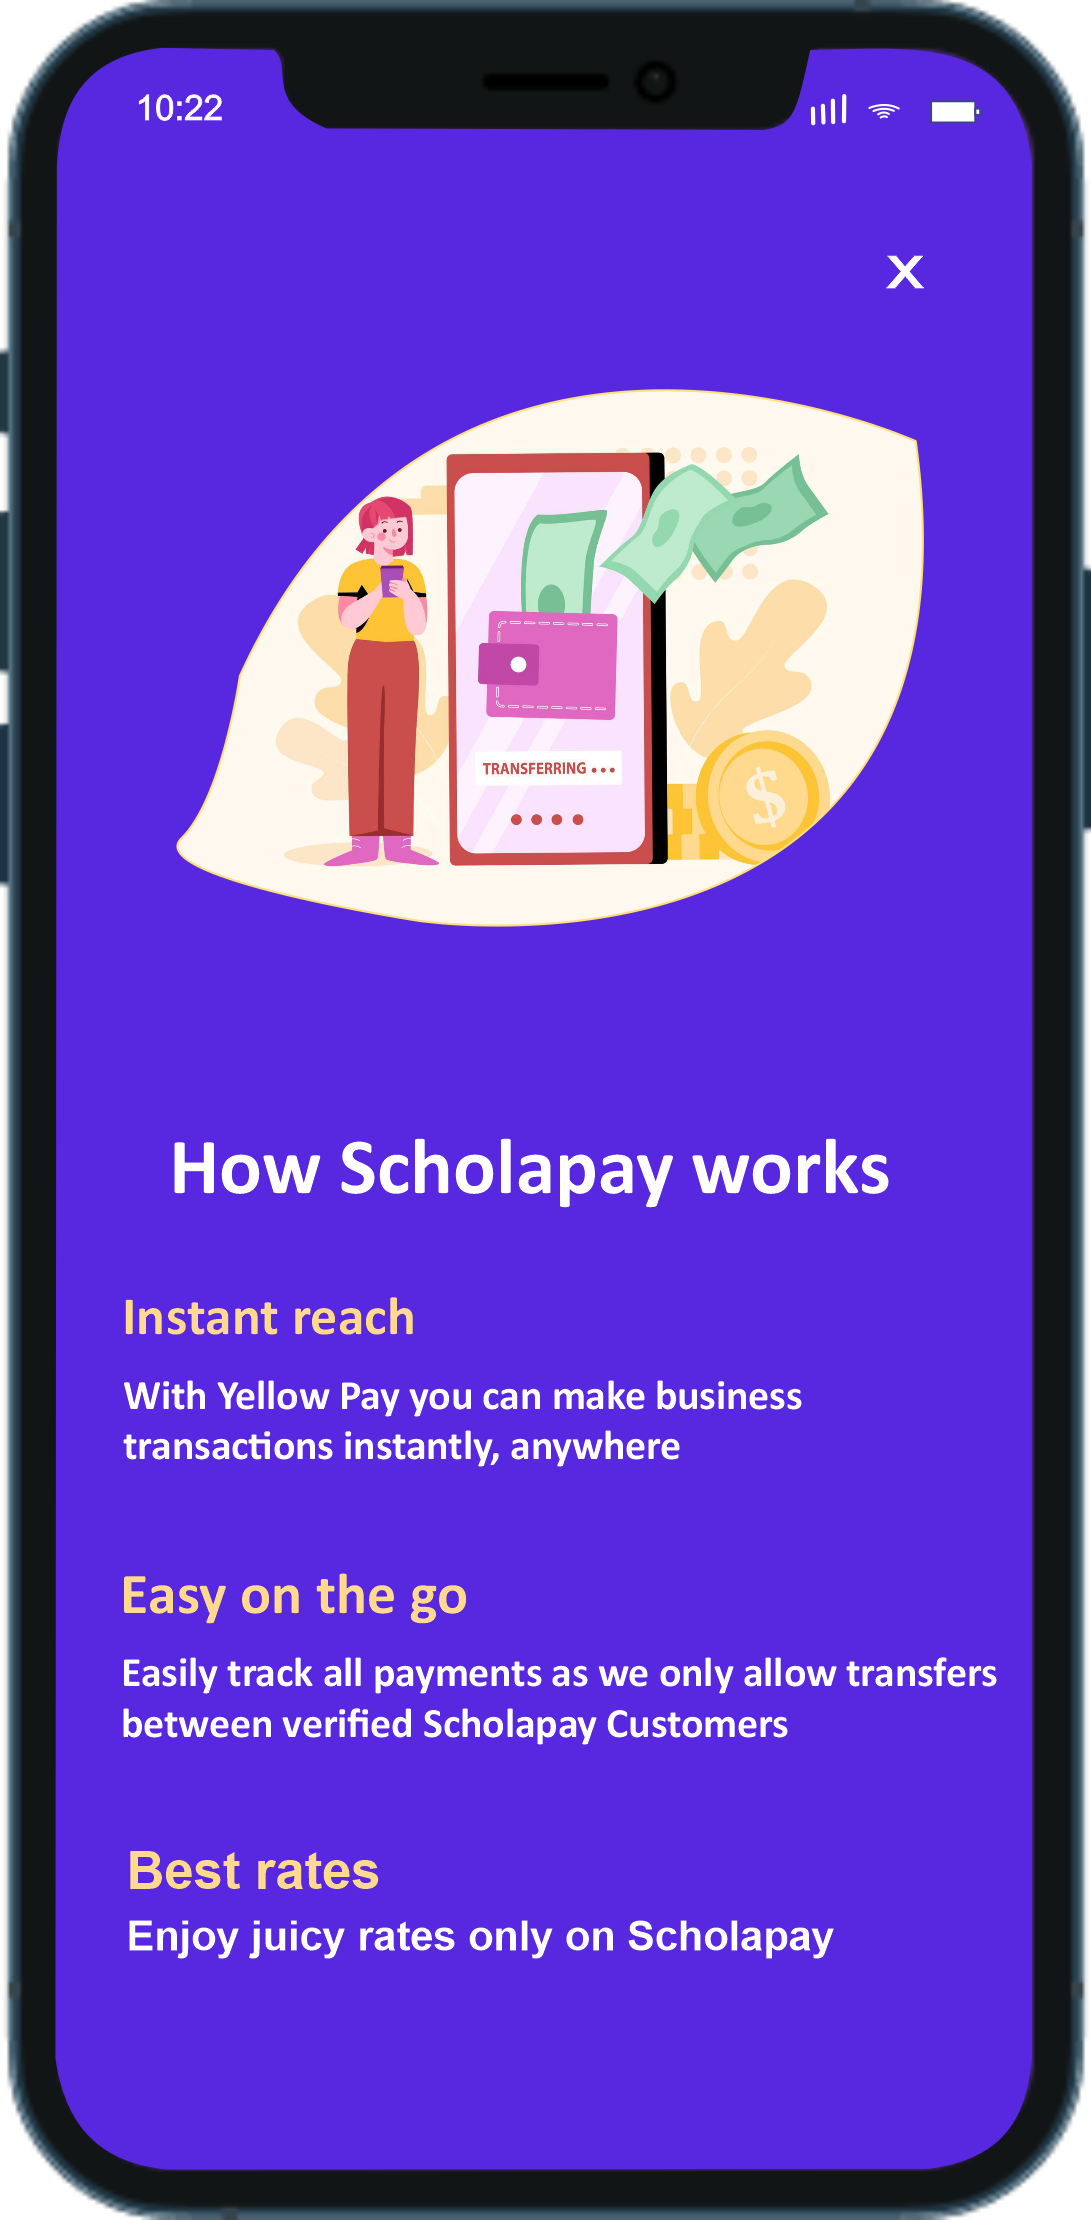 10:22
X
TRANSFERRING •••
$
How Scholapay works
Instant reach
With Yellow Pay you can make business
transactions instantly, anywhere
Easy on the go
Easily track all payments as we only allow transfers
between verified Scholapay Customers
Best rates
Enjoy juicy rates only on Scholapay